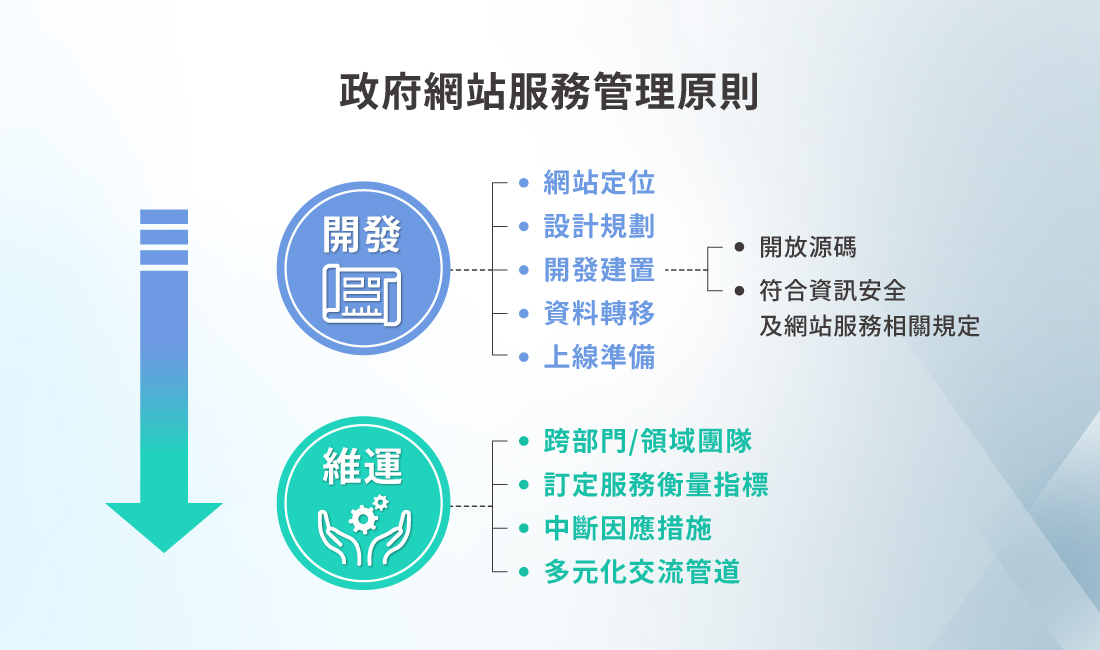 政府網站服務管理原則
開發
網站定位
設計規劃
開發建置
資料轉移
上線準備
開放源碼
符合資訊安全
及網站服務相關規定
維運
跨部門/領域團隊
訂定服務衡量指標
中斷因應措施
多元化交流管道